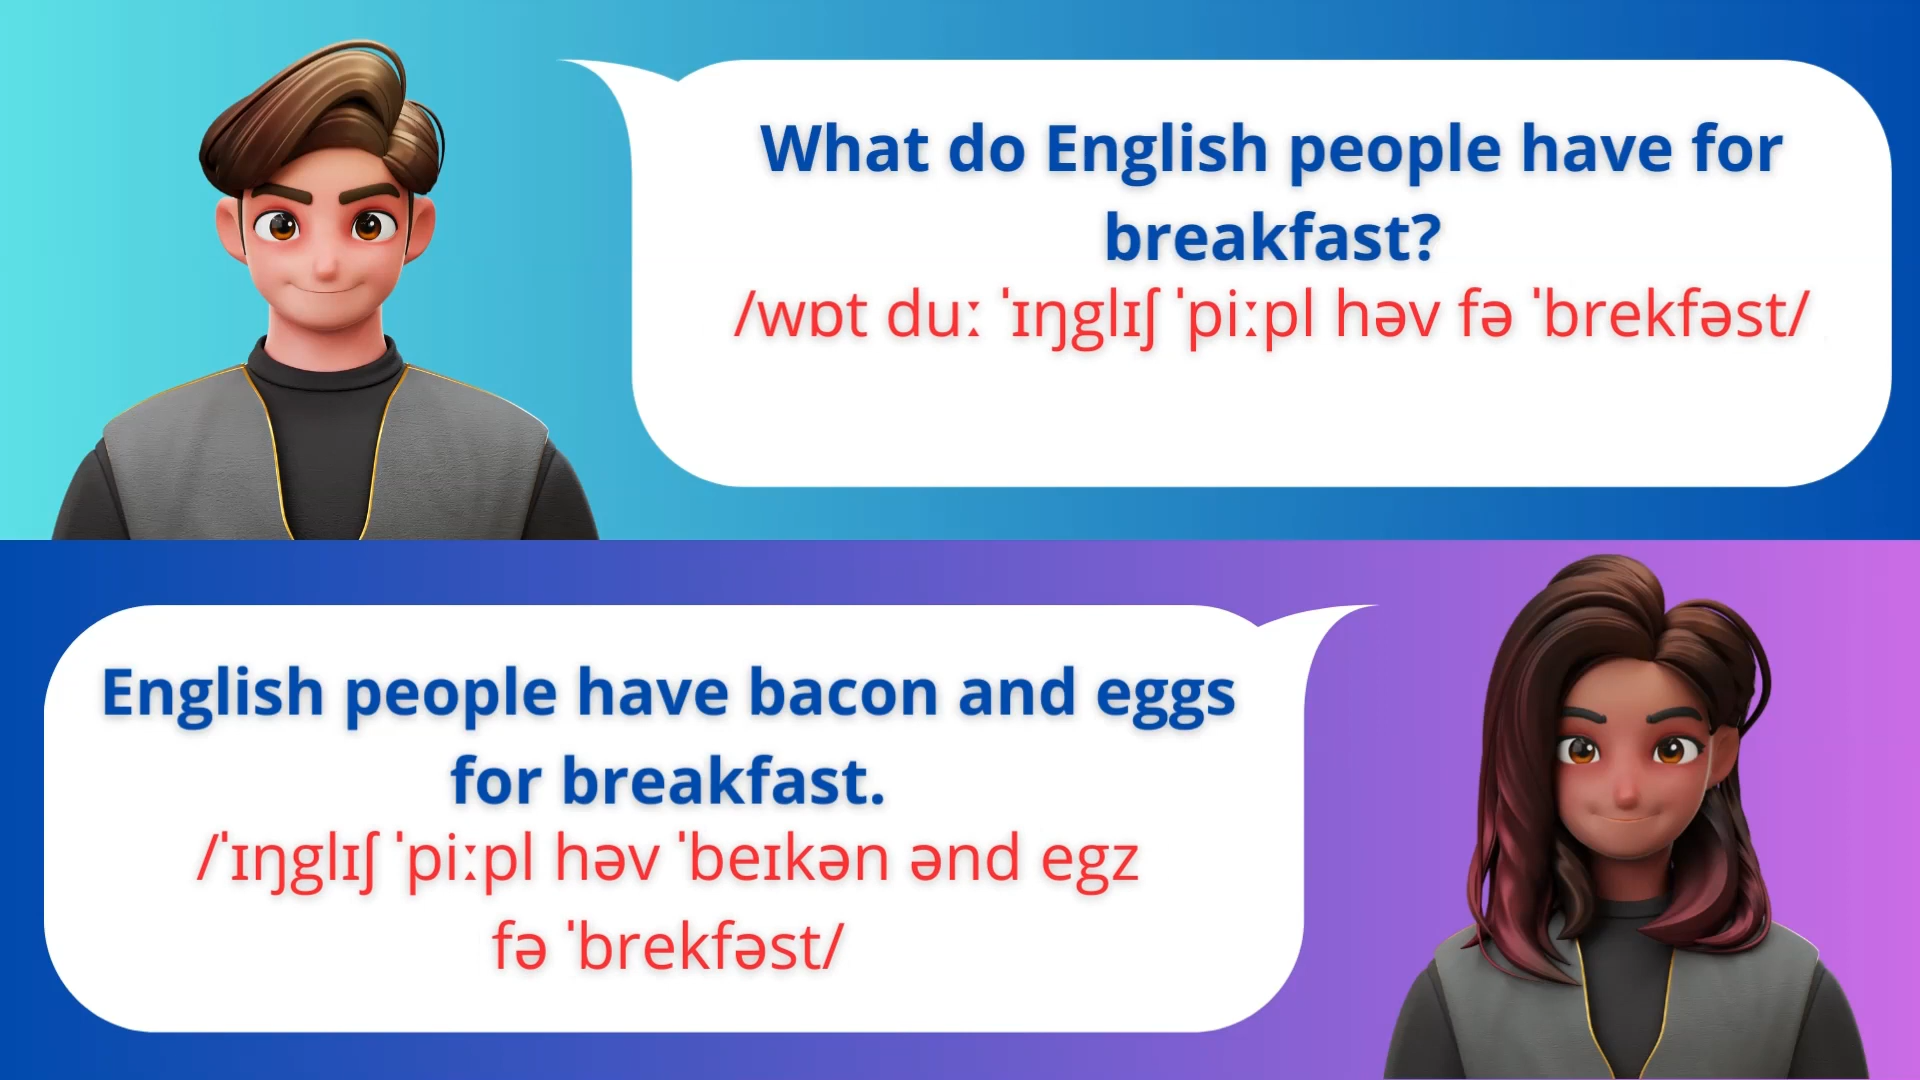 What do English people have for
breakfast?
/wɒt duː ˈɪŋglɪʃ ˈpiːpl həv fə ˈbrekfəst/
English people have bacon and eggs
for breakfast.
/ˈɪŋglɪʃ ˈpiːpl həv ˈbeɪkən ənd egz
fə ˈbrekfəst/